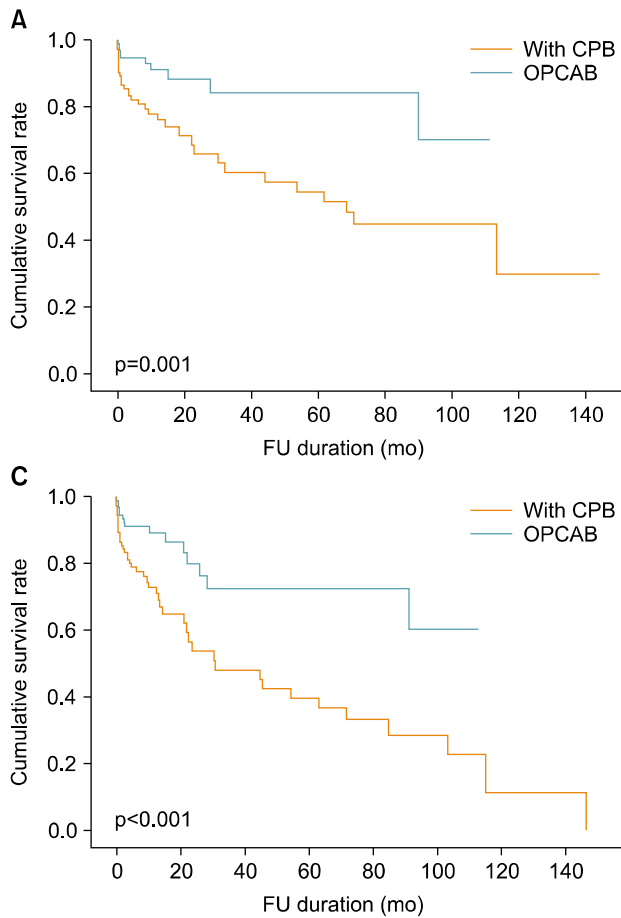 A
1.0
0.8
0.6
0.4
0.2
0.0
Cumulative survival rate
With CPB
OPCAB
p=0.001
0 20 40 60 80 100 120 140
FU duration (mo)
C
1.0
0.8
0.6
0.4
0.2
0.0
Cumulative survival rate
With CPB
OPCAB
p<0.001
0 20 40 60 80 100 120 140
FU duration (mo)